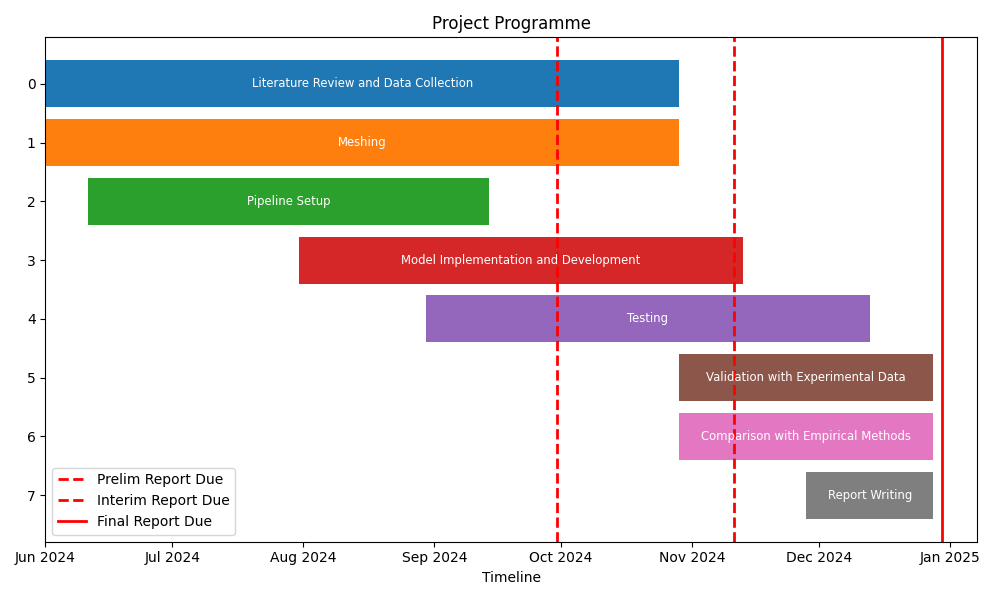 Project Programme
0
Literature Review and Data Collection
1
Meshing
2
Pipeline Setup
3
Model Implementation and Development
4
Testing
5
Validation with Experimental Data
6
Comparison with Empirical Methods
7
Report Writing
Prelim Report Due
Interim Report Due
Final Report Due
Jun 2024 Jul 2024 Aug 2024 Sep 2024 Oct 2024 Nov 2024 Dec 2024 Jan 2025
Timeline